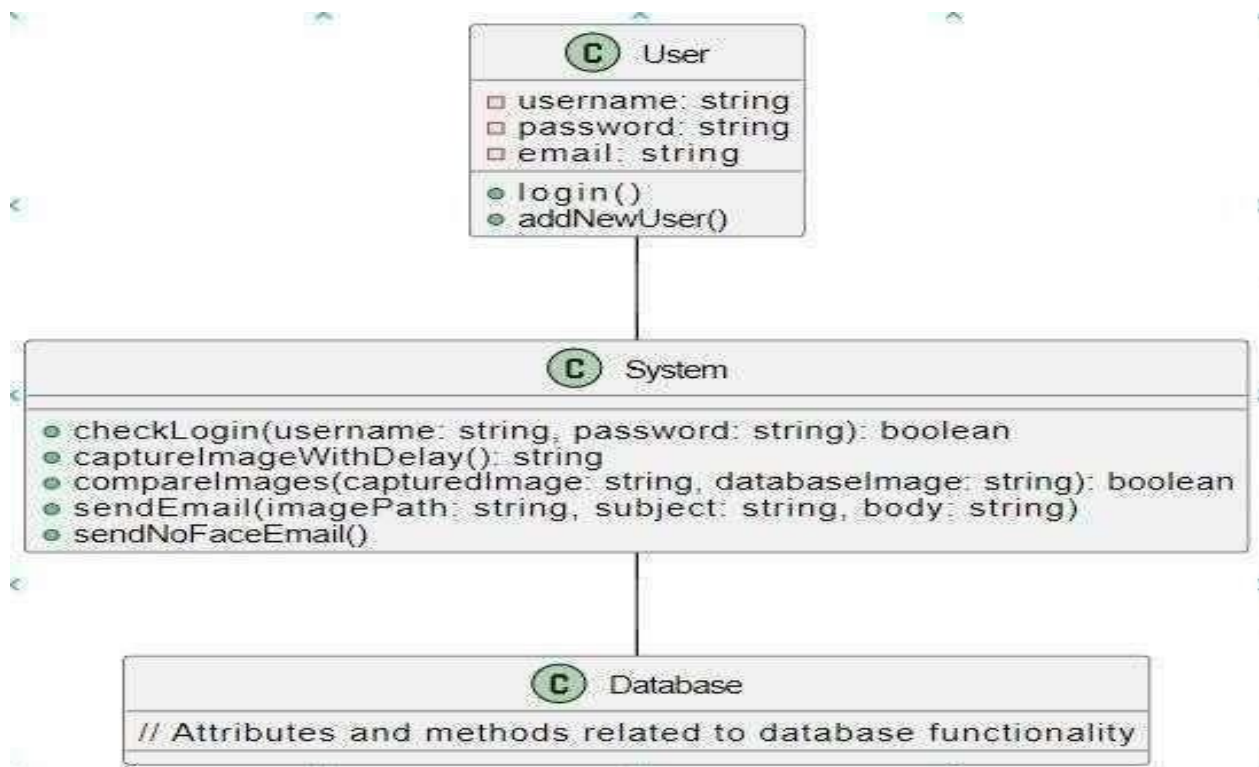 C User
username: string
password: string
email: string
login()
addNewUser()
C System
checkLogin(username: string, password: string): boolean
captureImageWithDelay(): string
compareImages(capturedImage: string, databaseImage: string): boolean
sendEmail(imagePath: string, subject: string, body: string)
sendNoFaceEmail()
C Database
// Attributes and methods related to database functionality